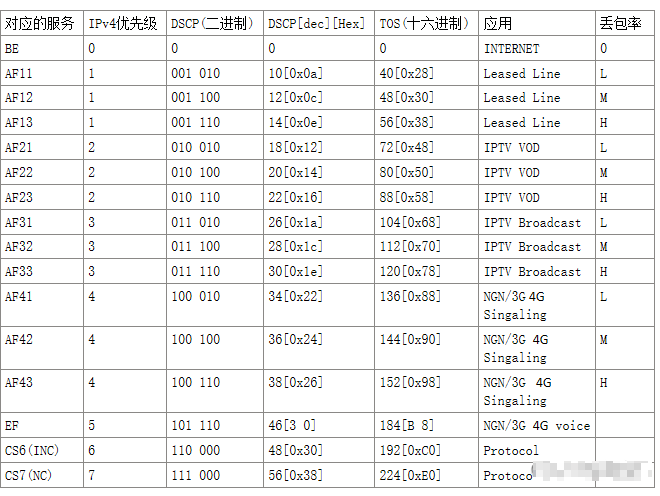 对应的服务 IPv4优先级 DSCP(二进制) DSCP[dec][Hex] TOS(十六进制) 应用 丢包率
BE 0 0 0 0 INTERNET 0
AF11 1 001 010 10[0x0a] 40[0x28] Leased Line L
AF12 1 001 100 12[0x0c] 48[0x30] Leased Line M
AF13 1 001 110 14[0x0e] 56[0x38] Leased Line H
AF21 2 010 010 18[0x12] 72[0x48] IPTV VOD L
AF22 2 010 100 20[0x14] 80[0x50] IPTV VOD M
AF23 2 010 110 22[0x16] 88[0x58] IPTV VOD H
AF31 3 011 010 26[0x1a] 104[0x68] IPTV Broadcast L
AF32 3 011 100 28[0x1c] 112[0x70] IPTV Broadcast M
AF33 3 011 110 30[0x1e] 120[0x78] IPTV Broadcast H
AF41 4 100 010 34[0x22] 136[0x88] NGN/3G 4G L
Singaling
AF42 4 100 100 36[0x24] 144[0x90] NGN/3G 4G M
Singaling
AF43 4 100 110 38[0x26] 152[0x98] NGN/3G 4G H
Singaling
EF 5 101 110 46[3 0] 184[B 8] NGN/3G 4G voice
CS6(INC) 6 110 000 48[0x30] 192[0xC0] Protocol
CS7(NC) 7 111 000 56[0x38] 224[0xE0] Protoco